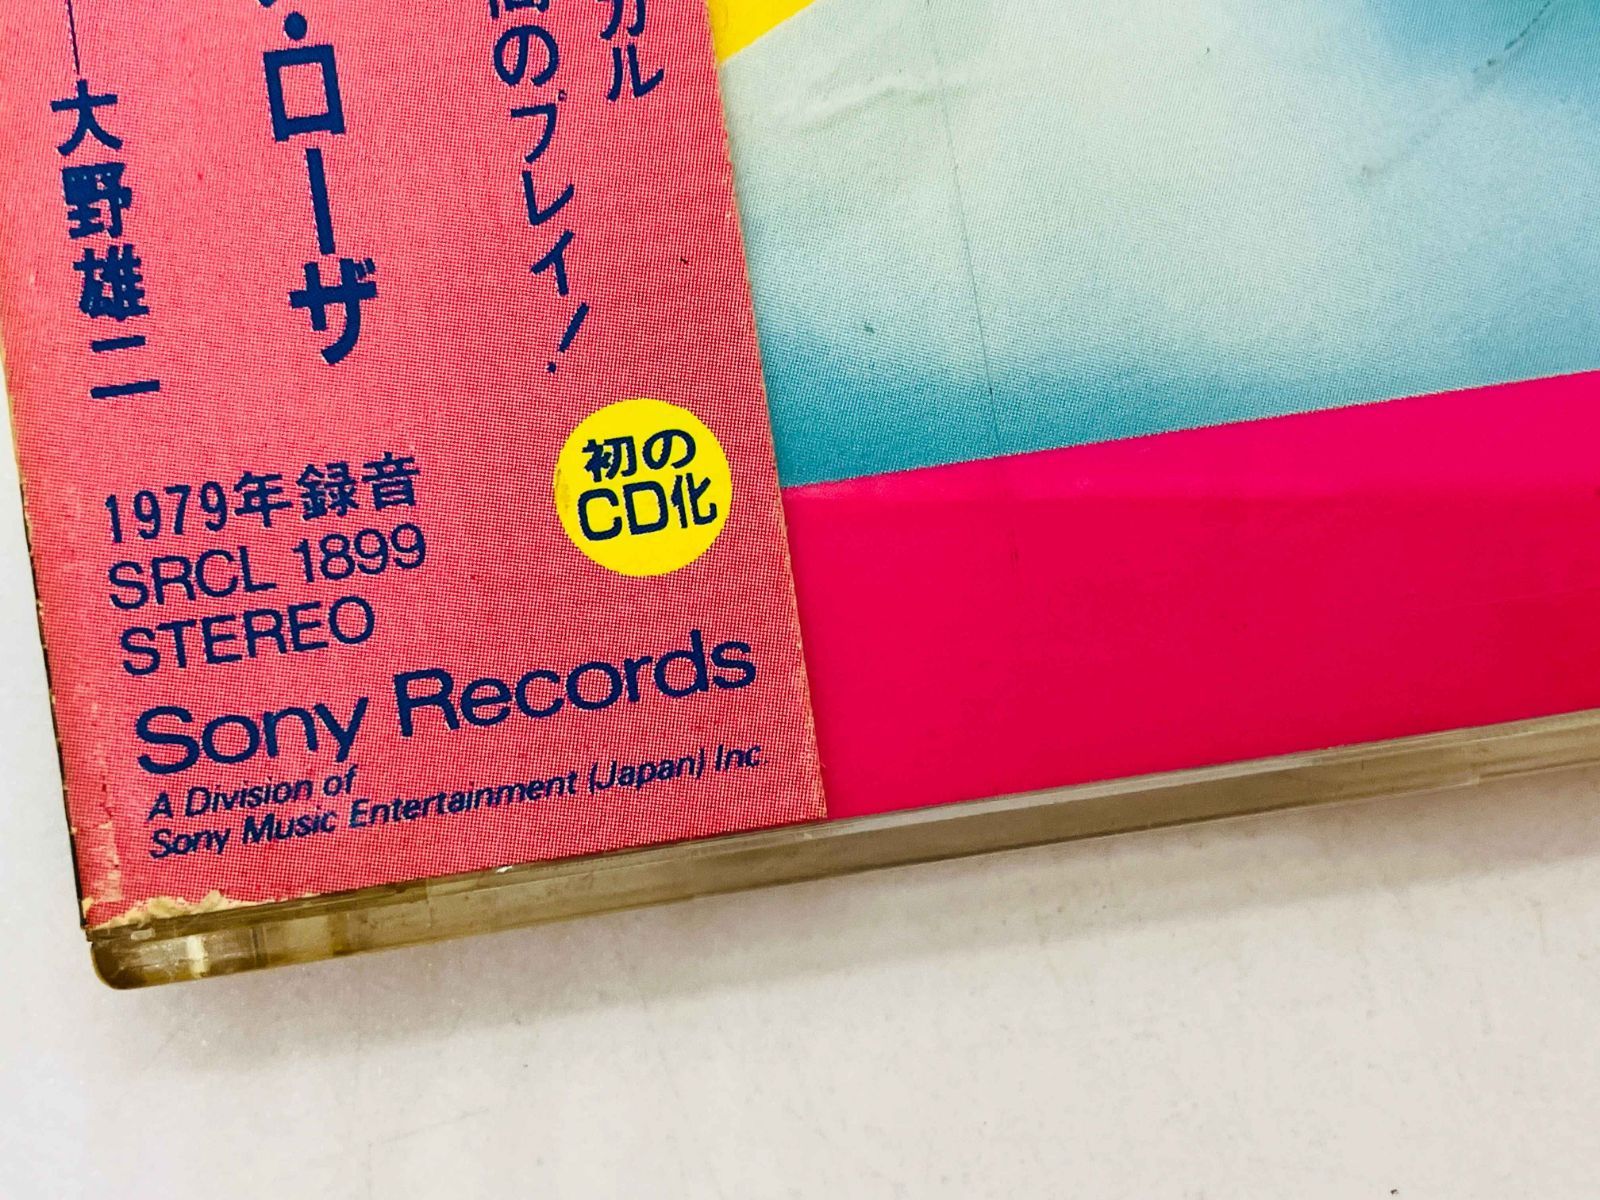 カル
間のプレイ!
・ローザ
大野雄二
初の
CD化
1979年録音
SRCL 1899
STEREO
Sony Records
A Division of
Sony Music Entertainment (Japan) Inc.